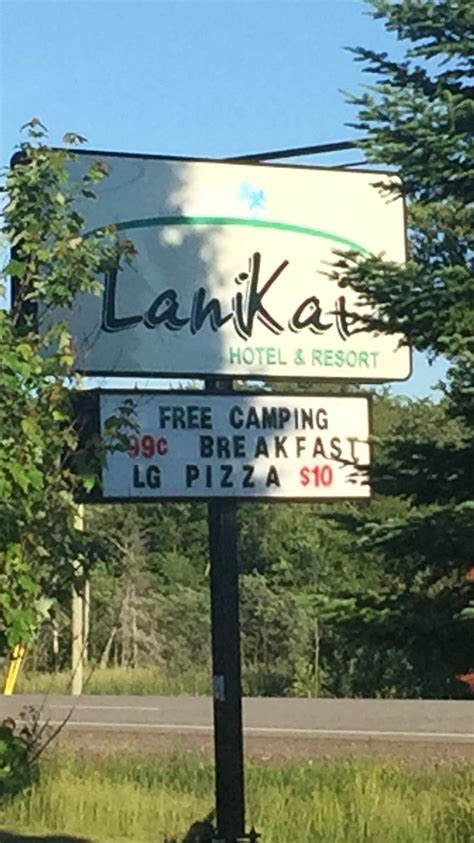 LaniKai
HOTEL & RESORT
FREE CAMPING
99¢ BREAKFAST
LG PIZZA $10